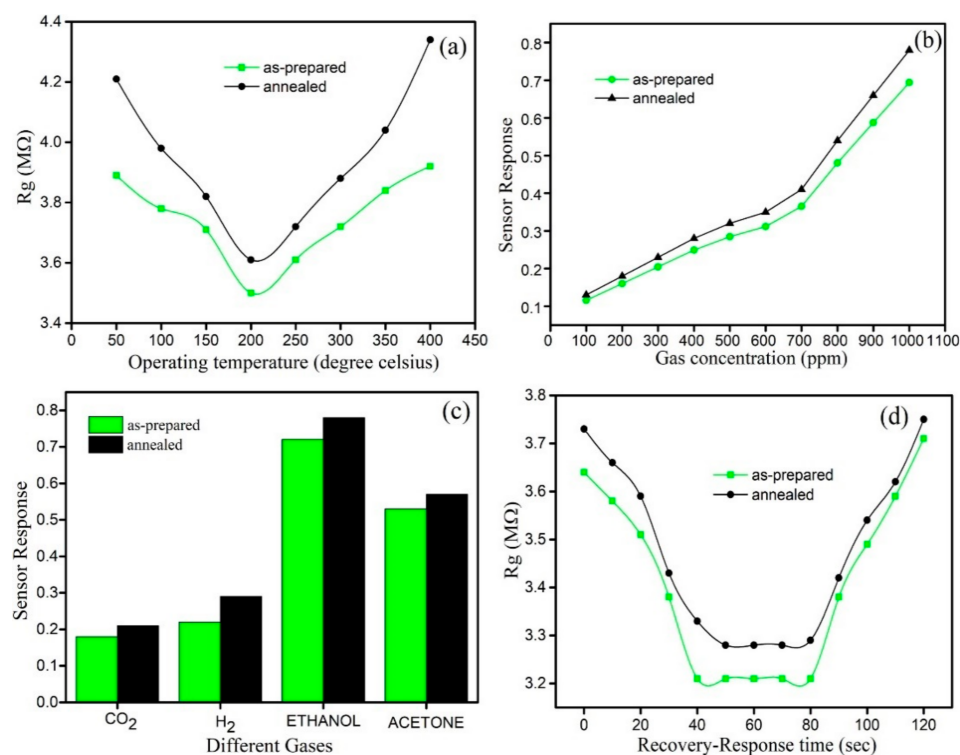 (a)
as-prepared
annealed
4.4
4.2
4.0
3.8
3.6
3.4
Rg (MΩ)
0 50 100 150 200 250 300 350 400 450
Operating temperature (degree celsius)
(b)
as-prepared
annealed
0.8
0.7
0.5
0.4
0.3
0.2
0.1
Sensor Response
100 200 300 400 500 600 700 800 900 1000 1100
Gas concentration (ppm)
(c)
as-prepared
annealed
0.8
0.7
0.6
0.5
0.4
0.3
0.2
0.1
0.0
Sensor Response
CO2 H2 ETHANOL ACETONE
Different Gases
(d)
as-prepared
annealed
3.8
3.7
3.6
3.5
3.4
3.3
3.2
Rg (MΩ)
0 20 40 60 80 100 120
Recovery-Response time (sec)